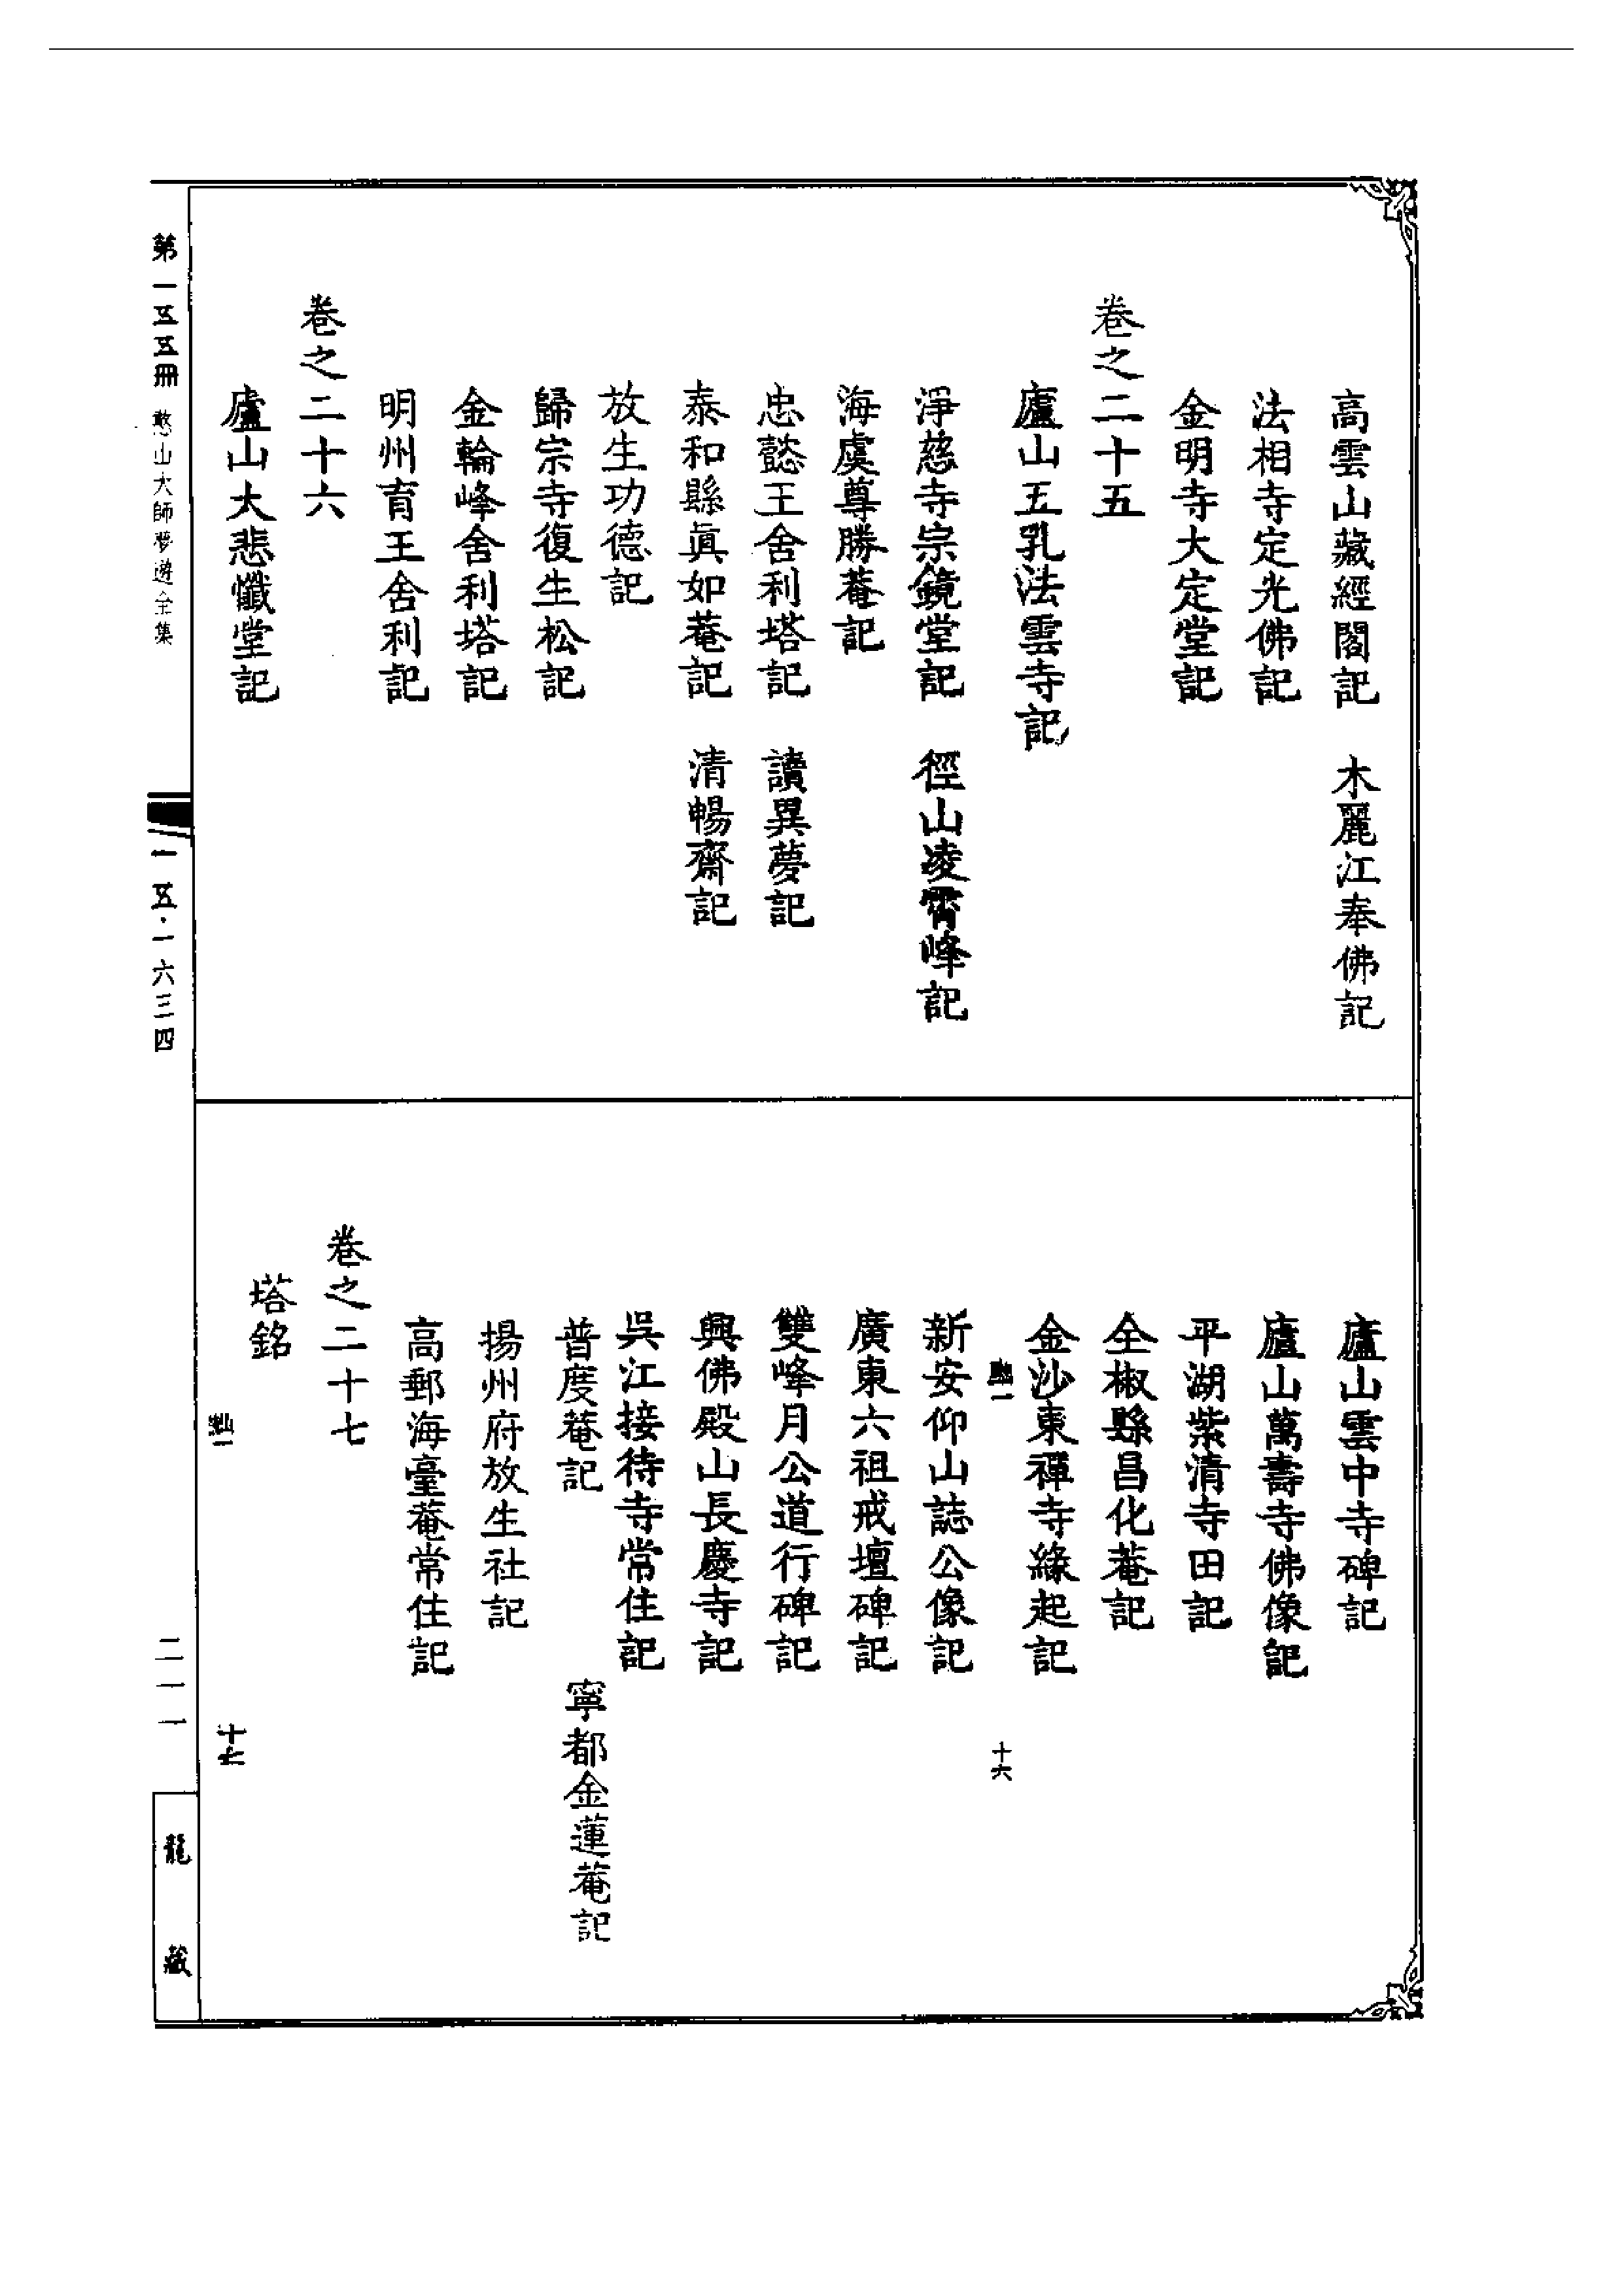 高雲山藏經閣記　木麗江奉佛記
法相寺定光佛記
金明寺大定堂記
卷之二十五
廬山五乳法雲寺記
淨慈寺宗鏡堂記　徑山凌霄峰記
海虞尊勝菴記
忠懿王舍利塔記　讀異夢記
泰和縣眞如菴記　清暢齋記
放生功德記
歸宗寺復生松記
金輪峰舍利塔記
明州育王舍利記
卷之二十六
廬山大悲懺堂記
廬山雲中寺碑記
廬山萬壽寺佛像記
平湖紫清寺田記
全椒縣昌化菴記
金沙東禪寺緣起記
十六
新安仰山誌公像記
廣東六祖戒壇碑記
雙峰月公道行碑記
興佛殿山長慶寺記
吳江接待寺常住記
普度菴記　寧都金蓮菴記
揚州府放生社記
高郵海臺菴常住記
卷之二十七
塔銘
第一五五冊　憨山大師夢遊全集
一五·一六三四
二一一
龍藏